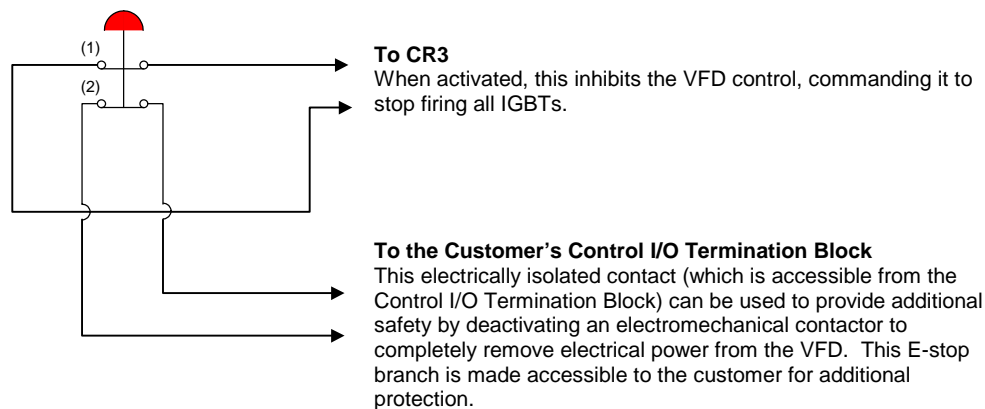 (1)
(2)
To CR3
When activated, this inhibits the VFD control, commanding it to
stop firing all IGBTs.
To the Customer's Control I/O Termination Block
This electrically isolated contact (which is accessible from the
Control I/O Termination Block) can be used to provide additional
safety by deactivating an electromechanical contactor to
completely remove electrical power from the VFD.  This E-stop
branch is made accessible to the customer for additional
protection.